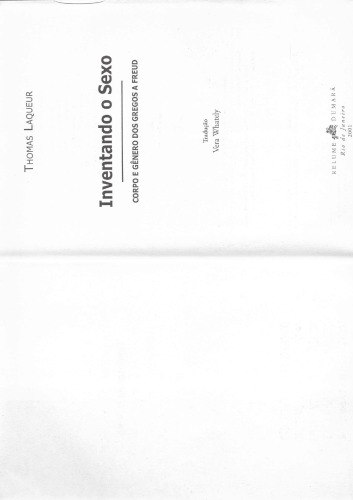 THOMAS LAQUEUR
Inventando o Sexo
CORPO E GÊNERO DOS GREGOS A FREUD
Tradução
Vera Whately
RELUME DUMARÁ
Rio de Janeiro
2001